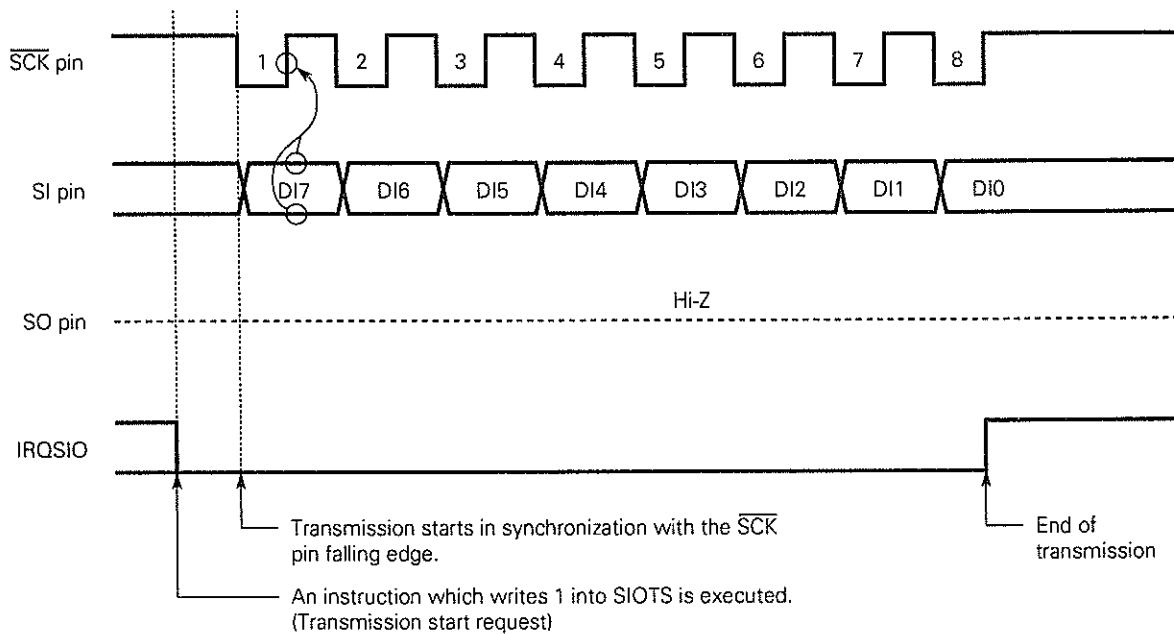 SCK pin
1 2 3 4 5 6 7 8
SI pin
DI7 DI6 DI5 DI4 DI3 DI2 DI1 DI0
Hi-Z
SO pin
IRQSIO
Transmission starts in synchronization with the SCK
pin falling edge.
End of
transmission
An instruction which writes 1 into SIOTS is executed.
(Transmission start request)